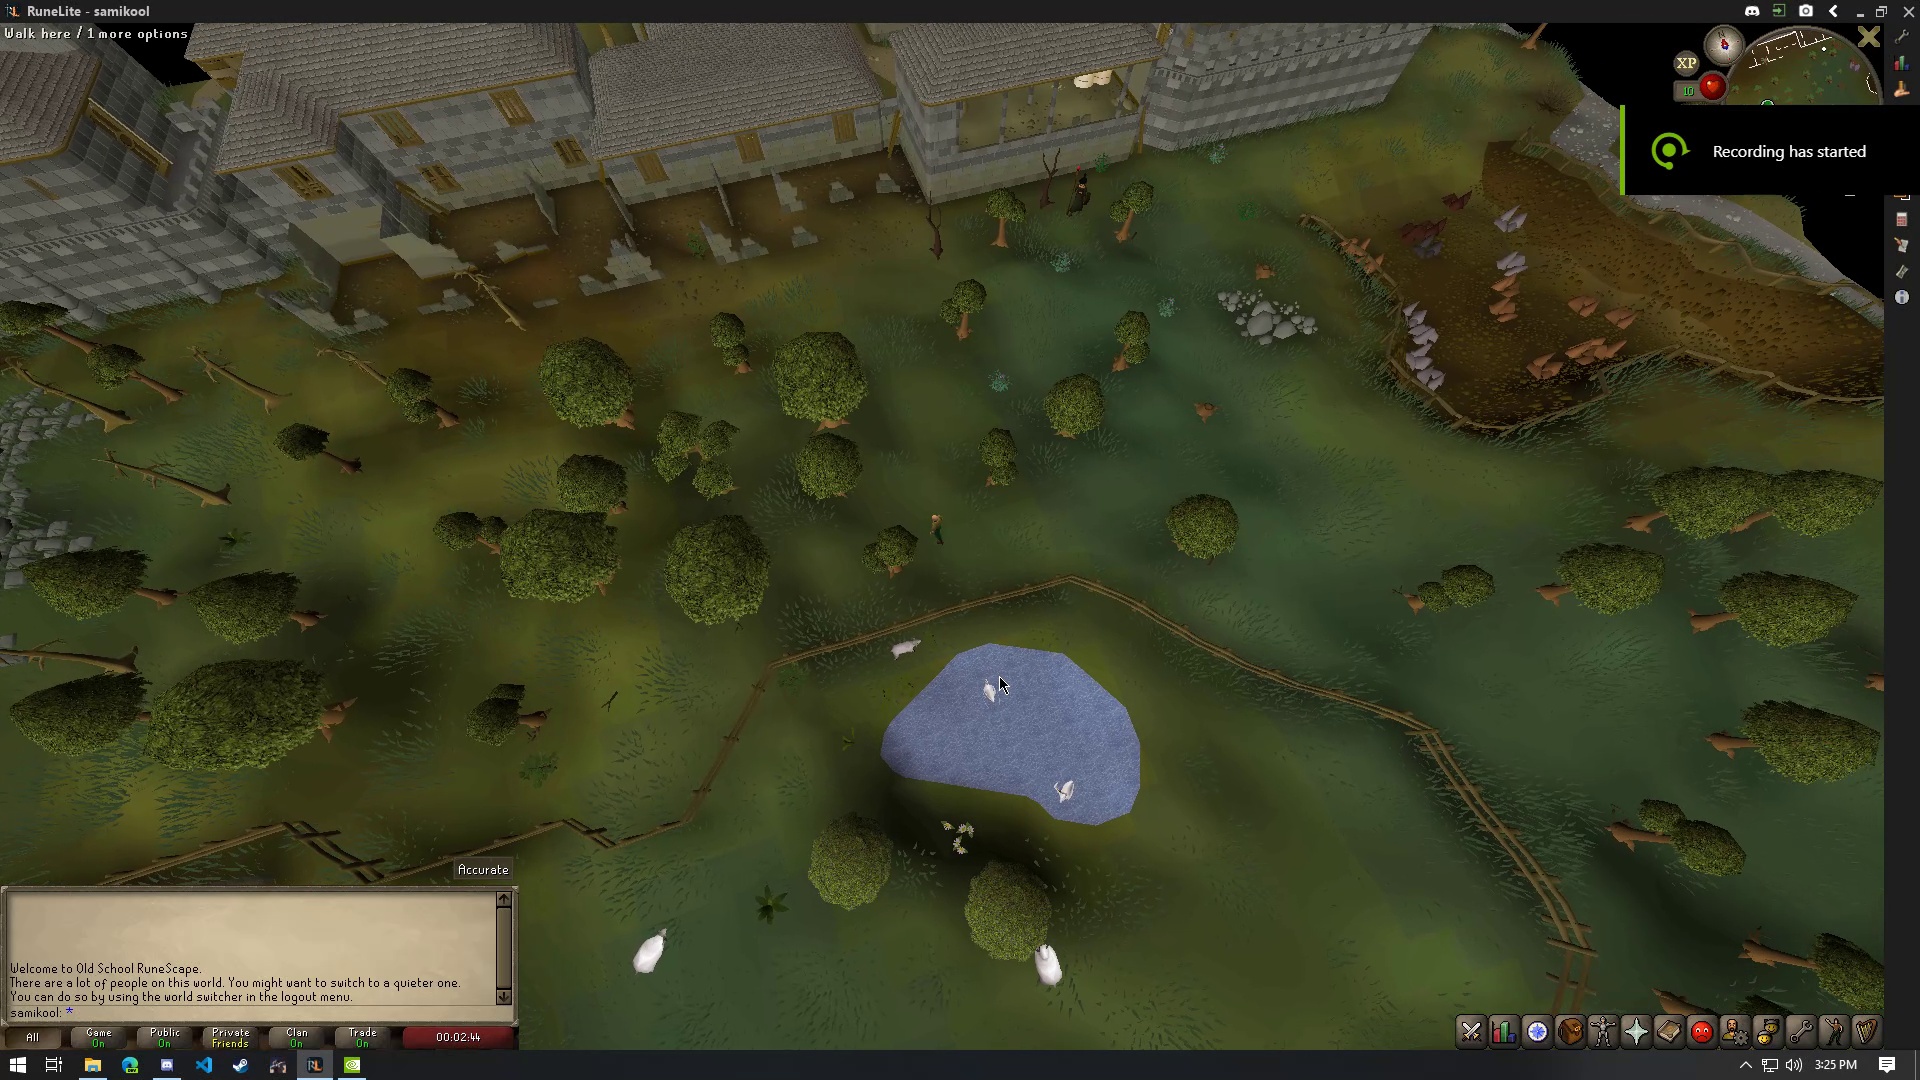 RuneLite - samikool
Walk here / 1 more options
XP
10
Recording has started
Accurate
Welcome to Old School RuneScape.
There are a lot of people on this world. You might want to switch to a quieter one.
You can do so by using the world switcher in the logout menu.
samikool: *
All
Game
On
Public
On
Private
Friends
Clan
On
Trade
On
00:02:44
3:25 PM